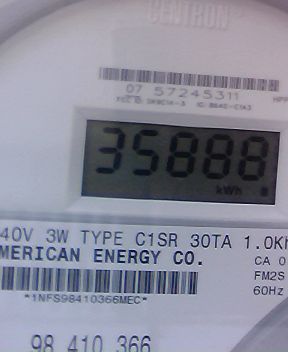 CENTRON
07 57245311
35888
kWh
40V 3W TYPE C1SR 30TA 1.0Kh
MERICAN ENERGY CO.
CA 0
FM2S
60Hz
*1NFS98410366MEC*
98 410 366